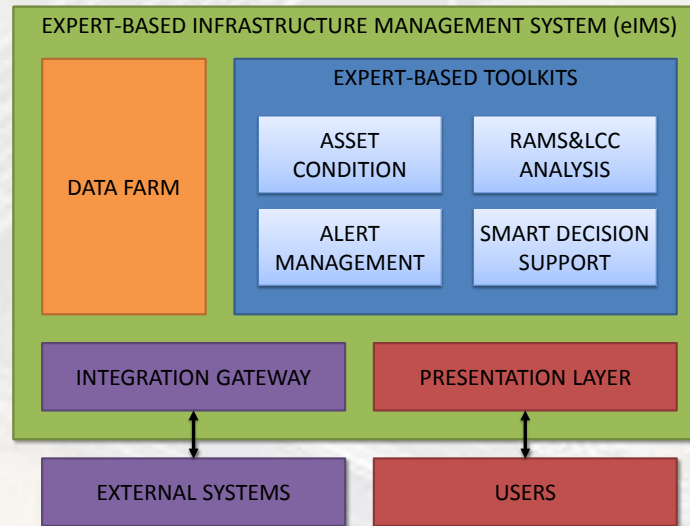 EXPERT-BASED INFRASTRUCTURE MANAGEMENT SYSTEM (eIMS)
DATA FARM
EXPERT-BASED TOOLKITS
ASSET
CONDITION
RAMS&LCC
ANALYSIS
ALERT
MANAGEMENT
SMART DECISION
SUPPORT
INTEGRATION GATEWAY
PRESENTATION LAYER
EXTERNAL SYSTEMS
USERS